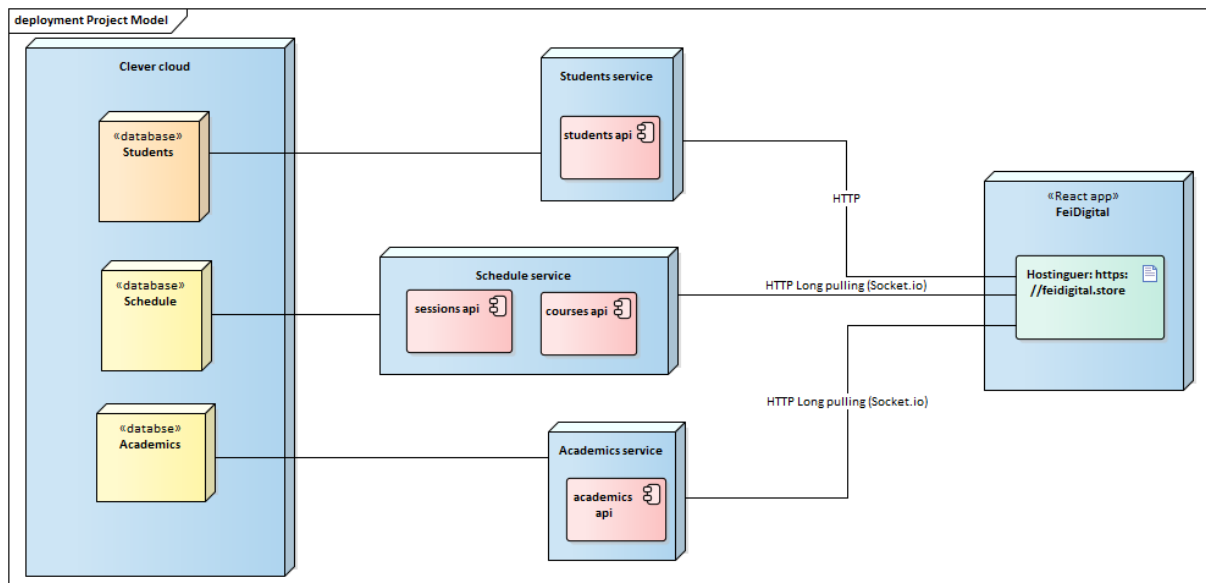 deployment Project Model
Clever cloud
«database»
Students
«database»
Schedule
«databse»
Academics
Students service
students api
Schedule service
sessions api
courses api
Academics service
academics
api
HTTP
HTTP Long pulling (Socket.io)
HTTP Long pulling (Socket.io)
«React app»
FeiDigital
Hostinguer: https:
//feidigital.store